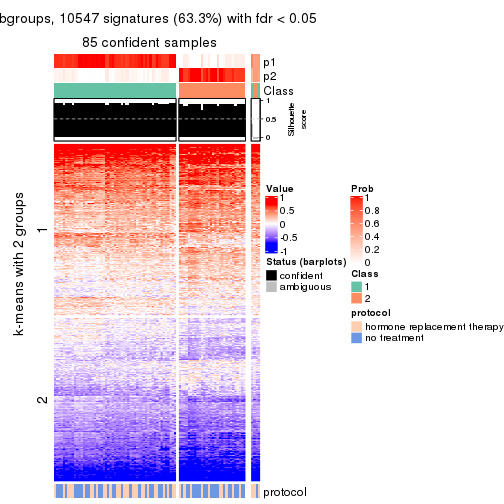 bgroups, 10547 signatures (63.3%) with fdr < 0.05
85 confident samples
p1
p2
Class
1
0.5
0
Silhouette
score
k-means with 2 groups
1
2
protocol
Value
1
0.5
0
-0.5
-1
Status (barplots)
confident
ambiguous
Prob
1
0.8
0.6
0.4
0.2
0
Class
1
2
protocol
hormone replacement therapy
no treatment